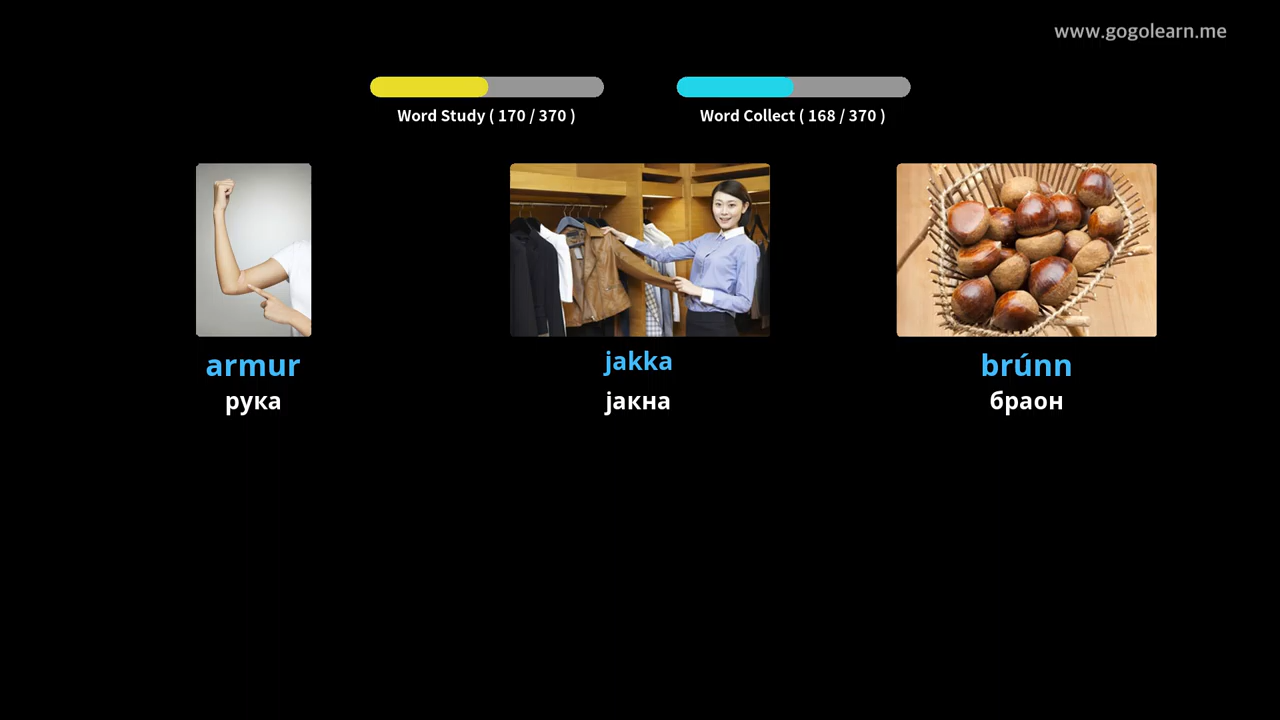 www.gogolearn.me
Word Study ( 170 / 370 )
Word Collect ( 168 / 370 )
armur
рука
jakka
јакна
brúnn
браон